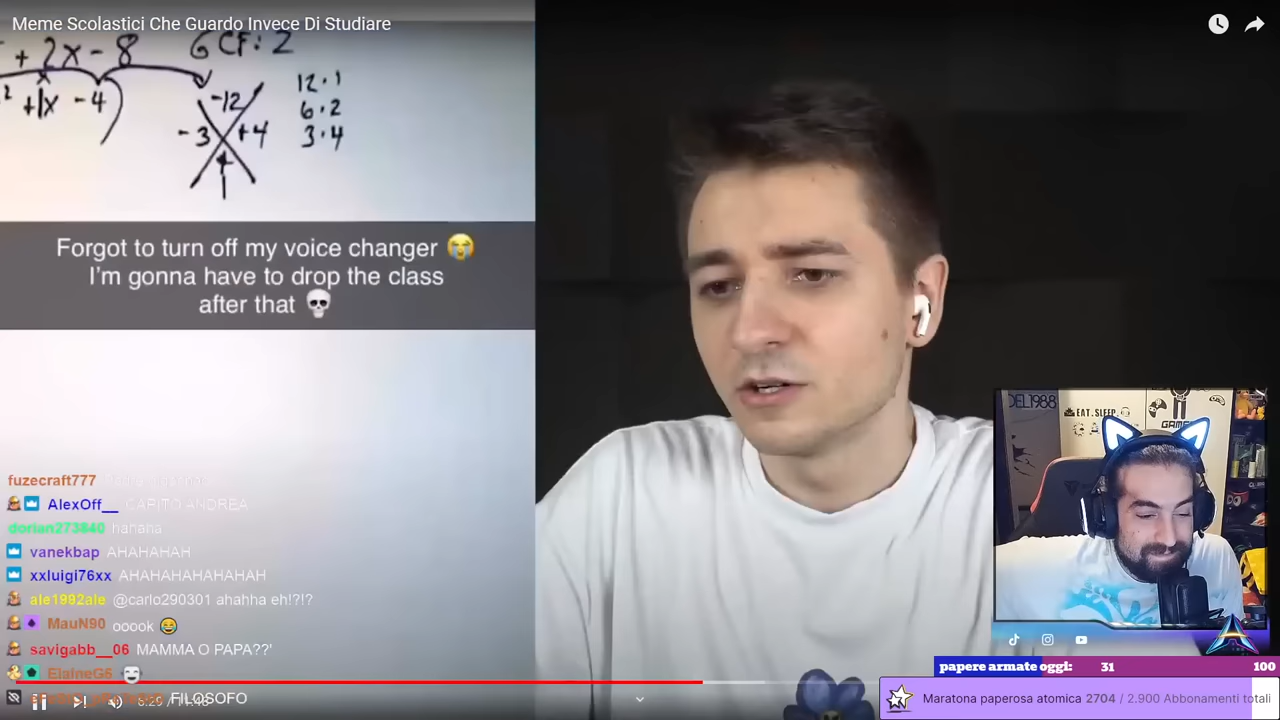 Meme Scolastici Che Guardo Invece Di Studiare
+ 2x - 8
GCF: 2
+1x - 4
-12
-3
+4
1
12·1
6·2
3·4
Forgot to turn off my voice changer 😭
I'm gonna have to drop the class
after that 💀
fuzecraft777
AlexOff__ CAPITO ANDREA
dorian273840 hahaha
vanekbap AHAHAHAH
xxluigi76xx AHAHAHAHAHAHAH
ale1992ale @carlo290301 ahahha eh!?!?
MauN90 ooook 😂
savigabb__06 MAMMA O PAPA??'
ElaineG6
FILOSOFO
DEL1988
EAT.SLEEP.
GAME
papere armate oggi: 31 100
Maratona paperosa atomica 2704 / 2.900 Abbonamenti totali